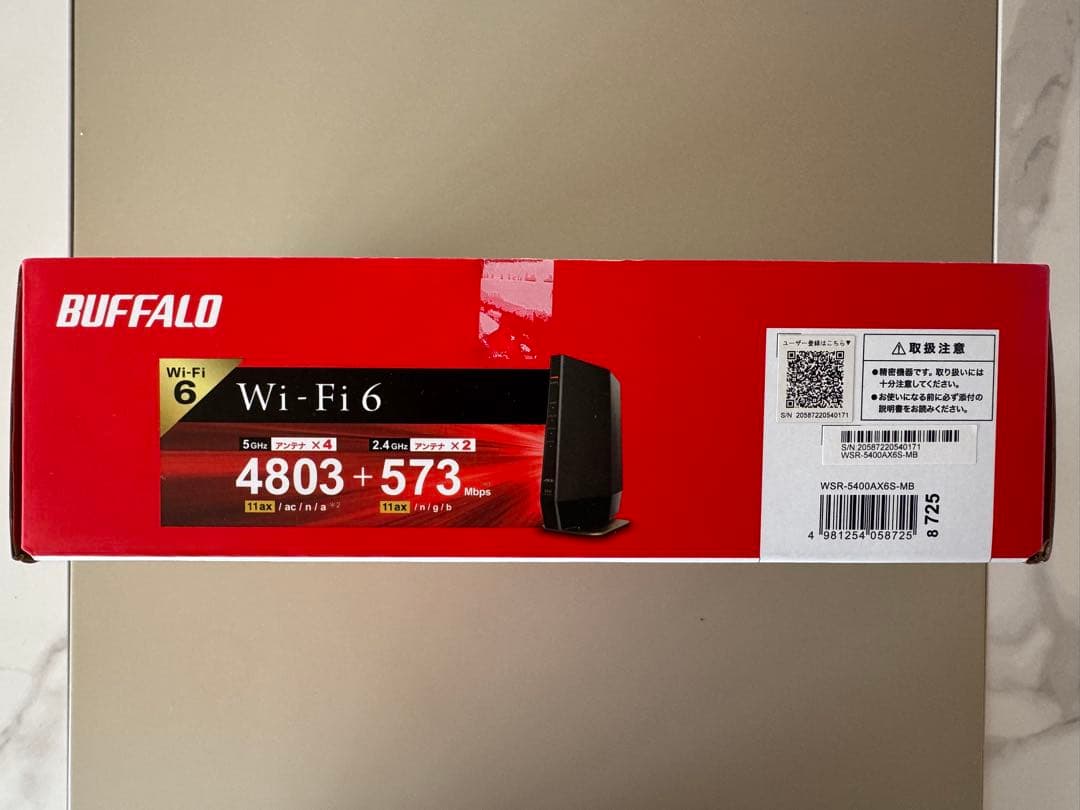 BUFFALO
Wi-Fi
6
Wi-Fi 6
5GHz アンテナ ×4
2.4GHz アンテナ ×2
4803+573Mbps
11ax / ac / n / a ※2
11ax / n / g / b
ユーザー登録はこちら▼
S/N 20587220540171
⚠取扱注意
●精密機器です。取り扱いには
十分注意してください。
●お使いになる前に必ず添付の
説明書をお読みください。
S/N 20587220540171
WSR-5400AX6S-MB
WSR-5400AX6S-MB
4 981254 058725
8 725